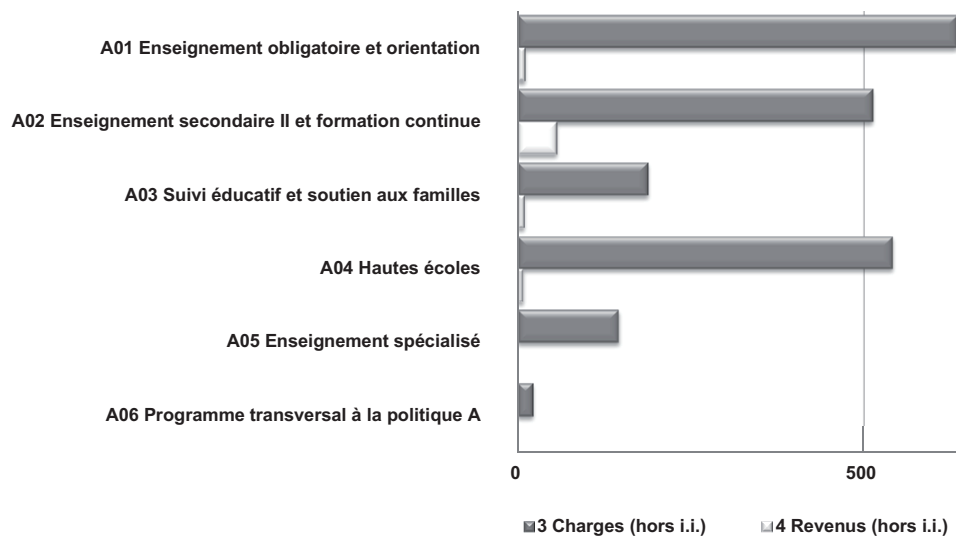 A01 Enseignement obligatoire et orientation
A02 Enseignement secondaire II et formation continue
A03 Suivi éducatif et soutien aux familles
A04 Hautes écoles
A05 Enseignement spécialisé
A06 Programme transversal à la politique A
0 500
3 Charges (hors i.i.) 4 Revenus (hors i.i.)